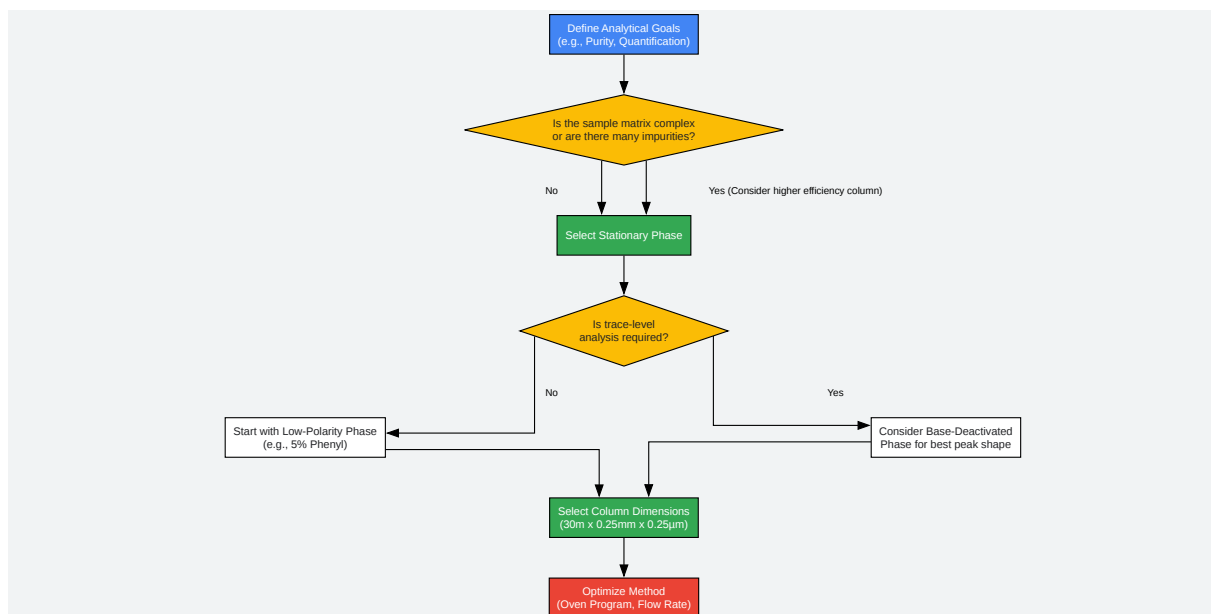 Define Analytical Goals
(e.g., Purity, Quantification)
Is the sample matrix complex
or are there many impurities?
No
Yes (Consider higher efficiency column)
Select Stationary Phase
Is trace-level
analysis required?
No
Yes
Start with Low-Polarity Phase
(e.g., 5% Phenyl)
Consider Base-Deactivated
Phase for best peak shape
Select Column Dimensions
(30m x 0.25mm x 0.25µm)
Optimize Method
(Oven Program, Flow Rate)